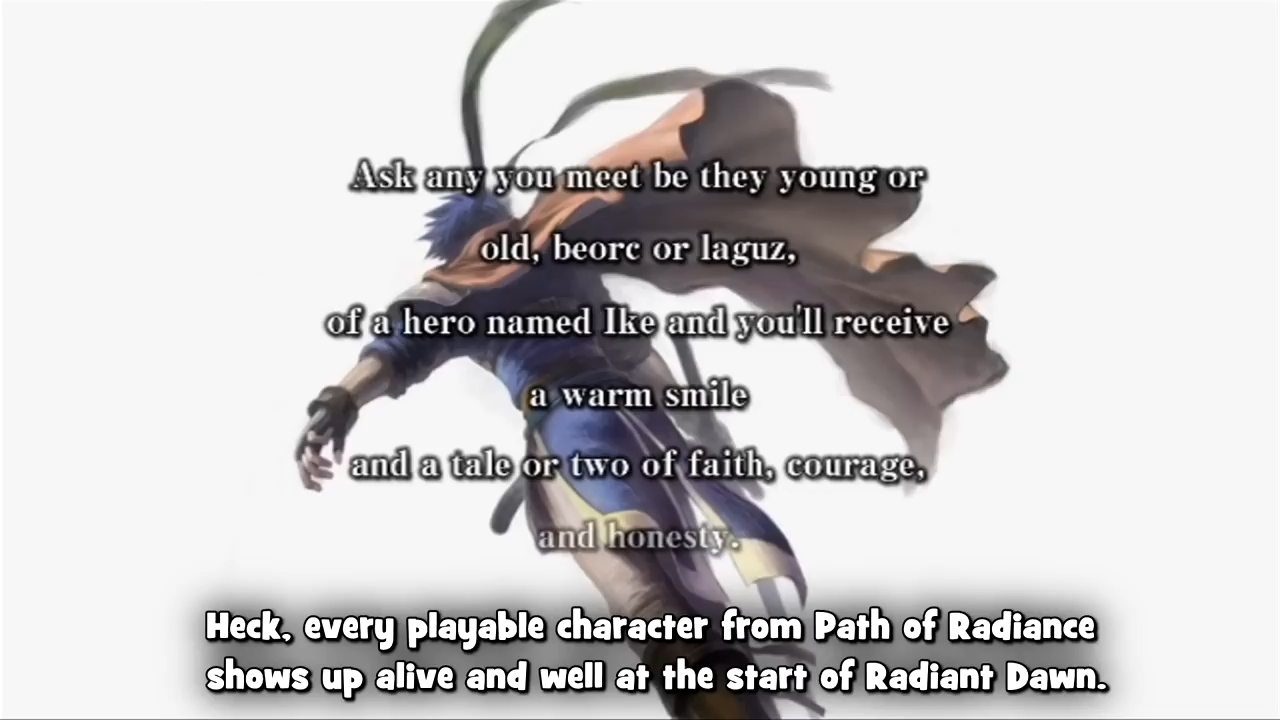 Ask any you meet be they young or
old, beorc or laguz,
of a hero named Ike and you'll receive
a warm smile
and a tale or two of faith, courage,
and honesty.
Heck, every playable character from Path of Radiance
shows up alive and well at the start of Radiant Dawn.